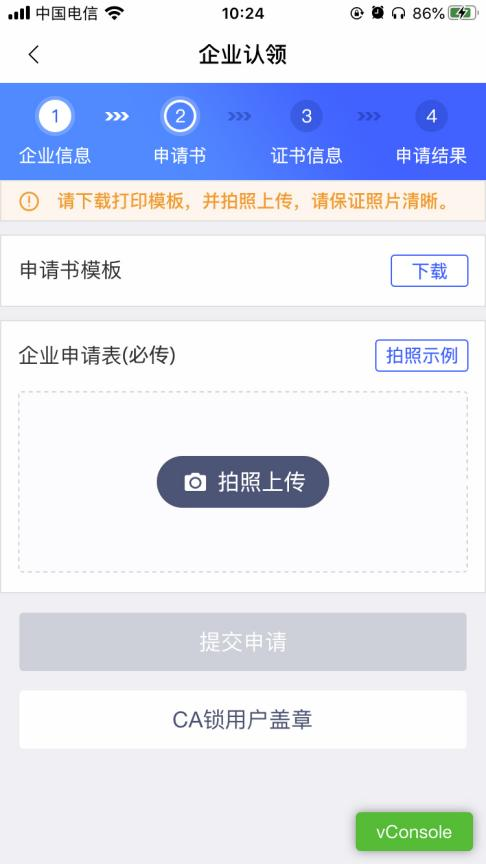 中国电信 10:24 86%
企业认领
1 2 3 4
企业信息 申请书 证书信息 申请结果
请下载打印模板，并拍照上传，请保证照片清晰。
申请书模板 下载
企业申请表(必传) 拍照示例
拍照上传
提交申请
CA锁用户盖章
vConsole